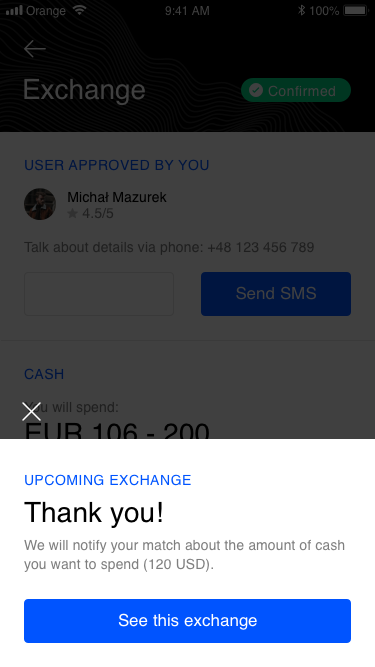 Orange 9:41 AM 100%
Exchange
Confirmed
USER APPROVED BY YOU
Michał Mazurek
4.5/5
Talk about details via phone: +48 123 456 789
Send SMS
CASH
You will spend:
EUR 106 - 200
UPCOMING EXCHANGE
Thank you!
We will notify your match about the amount of cash
you want to spend (120 USD).
See this exchange